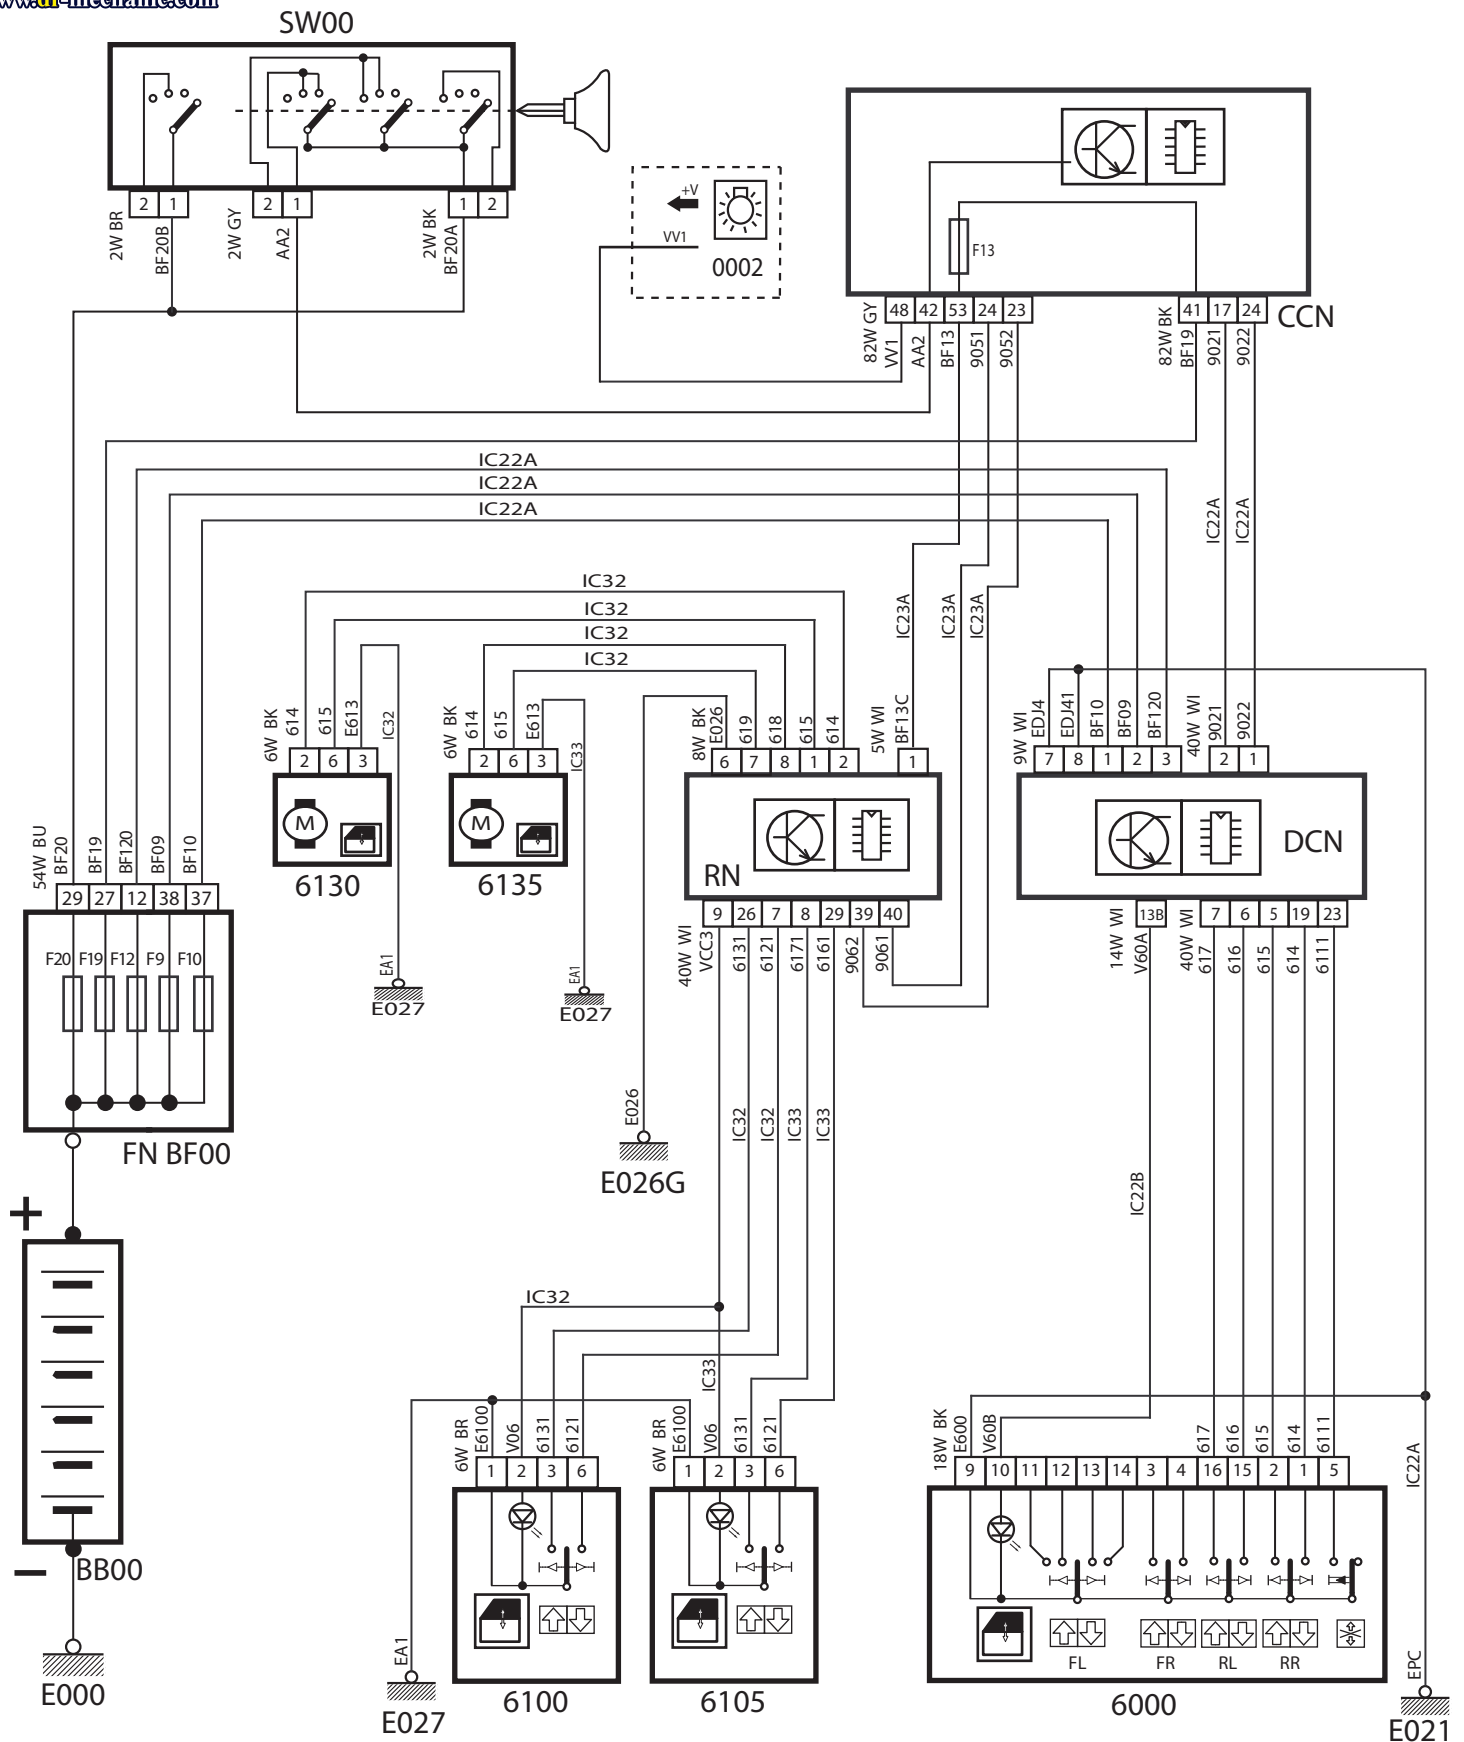 www.dr-mechanic.com
SW00
2 1 2 1 1 2
2W BR
BF20B
2W GY
AA2
2W BK
BF20A
+V
VV1
0002
F13
48 42 53 24 23
41 17 24
CCN
82W GY
VV1
AA2
BF13
9051
9052
82W BK
BF19
9021
9022
IC22A
IC22A
IC22A
IC22A
IC22A
IC32
IC32
IC32
IC32
IC23A
IC23A
IC23A
6W BK
614
615
E613
IC32
2 6 3
M
6130
EA1
E027
6W BK
614
615
E613
IC33
2 6 3
M
6135
EA1
E027
8W BK
E026
619
618
615
614
5W WI
BF13C
6 7 8 1 2 1
RN
9 26 7 8 29 39 40
40W WI
VCC3
6131
6121
6171
6161
9062
9061
9W WI
EDJ4
EDJ41
BF10
BF09
BF120
40W WI
9021
9022
7 8 1 2 3 2 1
DCN
13B 7 6 5 19 23
14W WI
V60A
40W WI
617
616
615
614
6111
54W BU
BF20
BF19
BF120
BF09
BF10
29 27 12 38 37
F20 F19 F12 F9 F10
FN BF00
E026
E026G
IC32
IC32
IC33
IC33
IC22B
+
−
BB00
E000
IC32
IC33
6W BR
E6100
V06
6131
6121
1 2 3 6
6100
6W BR
E6100
V06
6131
6121
1 2 3 6
6105
EA1
E027
18W BK
E600
V60B
617
616
615
614
6111
9 10 11 12 13 14 3 4 16 15 2 1 5
FL FR RL RR
6000
IC22A
EPC
E021